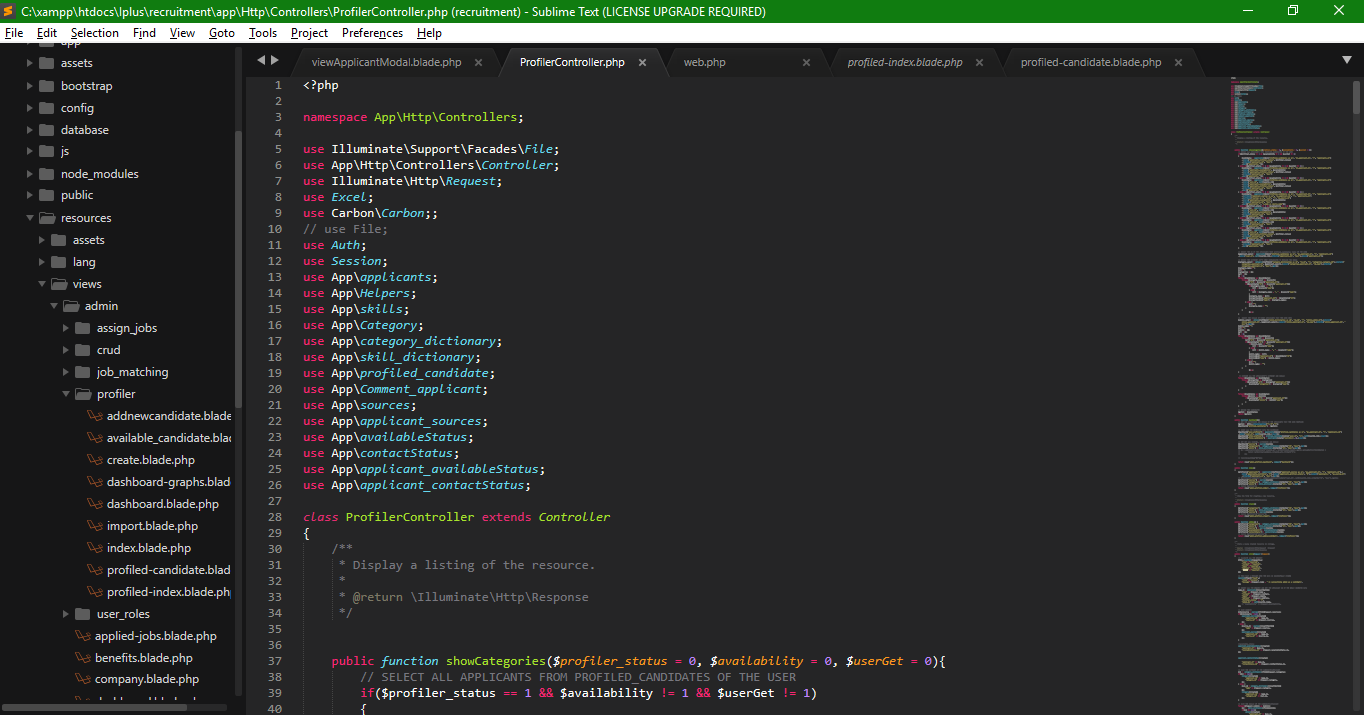 C:\xampp\htdocs\lplus\recruitment\app\Http\Controllers\ProfilerController.php (recruitment) - Sublime Text (LICENSE UPGRADE REQUIRED)
File Edit Selection Find View Goto Tools Project Preferences Help
app
assets
bootstrap
config
database
js
node_modules
public
resources
assets
lang
views
admin
assign_jobs
crud
job_matching
profiler
addnewcandidate.blade
available_candidate.blad
create.blade.php
dashboard-graphs.blade
dashboard.blade.php
import.blade.php
index.blade.php
profiled-candidate.blad
profiled-index.blade.php
user_roles
applied-jobs.blade.php
benefits.blade.php
company.blade.php
viewApplicantModal.blade.php ProfilerController.php web.php profiled-index.blade.php profiled-candidate.blade.php
1 <?php
2
3 namespace App\Http\Controllers;
4
5 use Illuminate\Support\Facades\File;
6 use App\Http\Controllers\Controller;
7 use Illuminate\Http\Request;
8 use Excel;
9 use Carbon\Carbon;;
10 // use File;
11 use Auth;
12 use Session;
13 use App\applicants;
14 use App\Helpers;
15 use App\skills;
16 use App\Category;
17 use App\category_dictionary;
18 use App\skill_dictionary;
19 use App\profiled_candidate;
20 use App\Comment_applicant;
21 use App\sources;
22 use App\applicant_sources;
23 use App\availableStatus;
24 use App\contactStatus;
25 use App\applicant_availableStatus;
26 use App\applicant_contactStatus;
27
28 class ProfilerController extends Controller
29 {
30 /**
31 * Display a listing of the resource.
32 *
33 * @return \Illuminate\Http\Response
34 */
35
36
37 public function showCategories($profiler_status = 0, $availability = 0, $userGet = 0){
38 // SELECT ALL APPLICANTS FROM PROFILED_CANDIDATES OF THE USER
39 if($profiler_status == 1 && $availability != 1 && $userGet != 1)
40 {